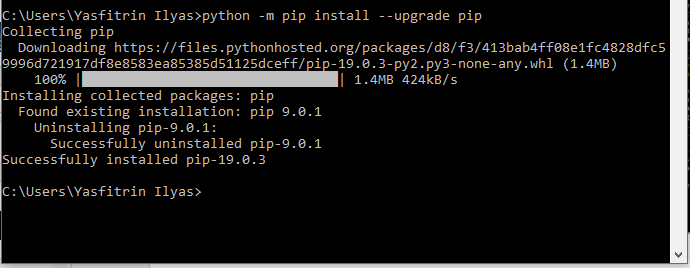 C:\Users\Yasfitrin Ilyas>python -m pip install --upgrade pip
Collecting pip
  Downloading https://files.pythonhosted.org/packages/d8/f3/413bab4ff08e1fc4828dfc5
9996d721917df8e8583ea85385d51125dceff/pip-19.0.3-py2.py3-none-any.whl (1.4MB)
    100% |████████████████████████████████| 1.4MB 424kB/s
Installing collected packages: pip
  Found existing installation: pip 9.0.1
    Uninstalling pip-9.0.1:
      Successfully uninstalled pip-9.0.1
Successfully installed pip-19.0.3
C:\Users\Yasfitrin Ilyas>